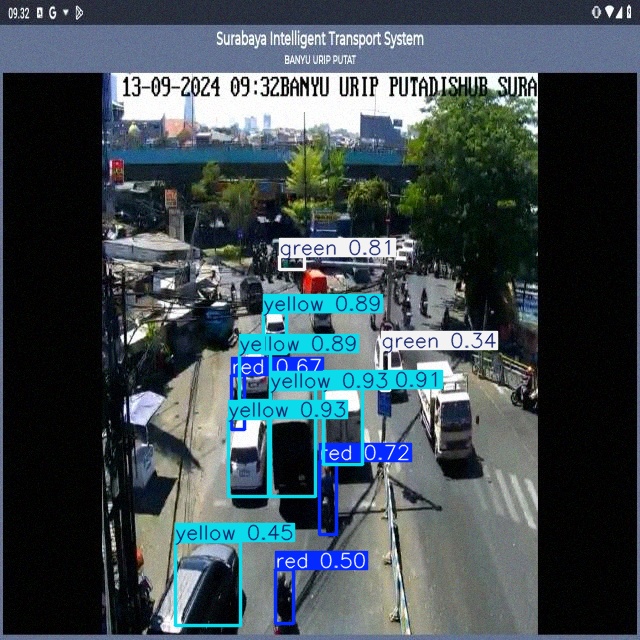 09.32
Surabaya Intelligent Transport System
BANYU URIP PUTAT
13-09-2024 09:32BANYU URIP PUTADISHUB SURA
green 0.81
yellow 0.89
green 0.34
yellow 0.89
red 0.67
yellow 0.93 0.91
yellow 0.93
red 0.72
yellow 0.45
red 0.50